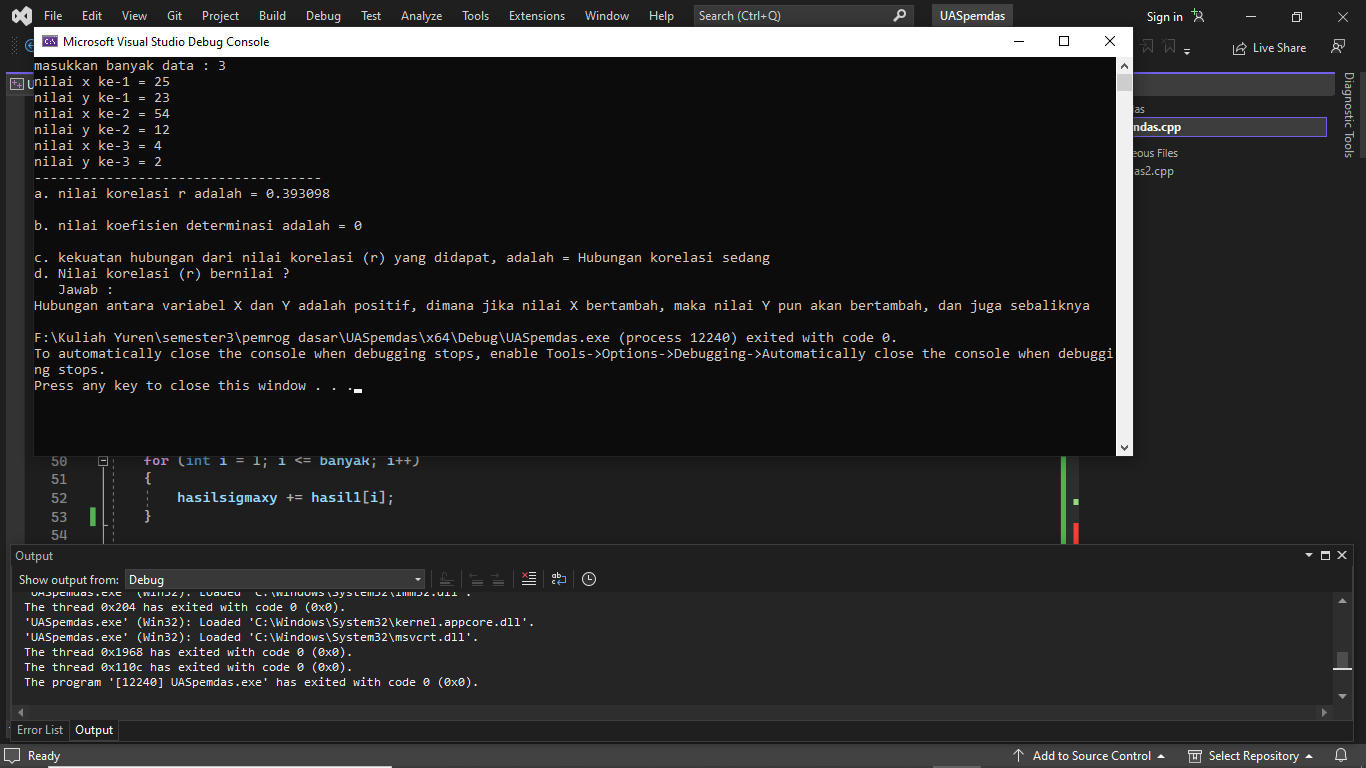 File Edit View Git Project Build Debug Test Analyze Tools Extensions Window Help Search (Ctrl+Q) UASpemdas Sign in
Microsoft Visual Studio Debug Console
Live Share
masukkan banyak data : 3
nilai x ke-1 = 25
nilai y ke-1 = 23
nilai x ke-2 = 54
nilai y ke-2 = 12
nilai x ke-3 = 4
nilai y ke-3 = 2
------------------------------------
a. nilai korelasi r adalah = 0.393098
b. nilai koefisien determinasi adalah = 0
c. kekuatan hubungan dari nilai korelasi (r) yang didapat, adalah = Hubungan korelasi sedang
d. Nilai korelasi (r) bernilai ?
Jawab :
Hubungan antara variabel X dan Y adalah positif, dimana jika nilai X bertambah, maka nilai Y pun akan bertambah, dan juga sebaliknya
F:\Kuliah Yuren\semester3\pemrog dasar\UASpemdas\x64\Debug\UASpemdas.exe (process 12240) exited with code 0.
To automatically close the console when debugging stops, enable Tools->Options->Debugging->Automatically close the console when debuggi
ng stops.
Press any key to close this window . . .
das
mdas.cpp
eous Files
as2.cpp
Diagnostic Tools
50 for (int i = 1; i <= banyak; i++)
51 {
52 hasilsigmaxy += hasil1[i];
53 }
54
Output
Show output from: Debug
'UASpemdas.exe' (Win32): Loaded 'C:\Windows\System32\imm32.dll'.
The thread 0x204 has exited with code 0 (0x0).
'UASpemdas.exe' (Win32): Loaded 'C:\Windows\System32\kernel.appcore.dll'.
'UASpemdas.exe' (Win32): Loaded 'C:\Windows\System32\msvcrt.dll'.
The thread 0x1968 has exited with code 0 (0x0).
The thread 0x110c has exited with code 0 (0x0).
The program '[12240] UASpemdas.exe' has exited with code 0 (0x0).
Error List Output
Ready Add to Source Control Select Repository